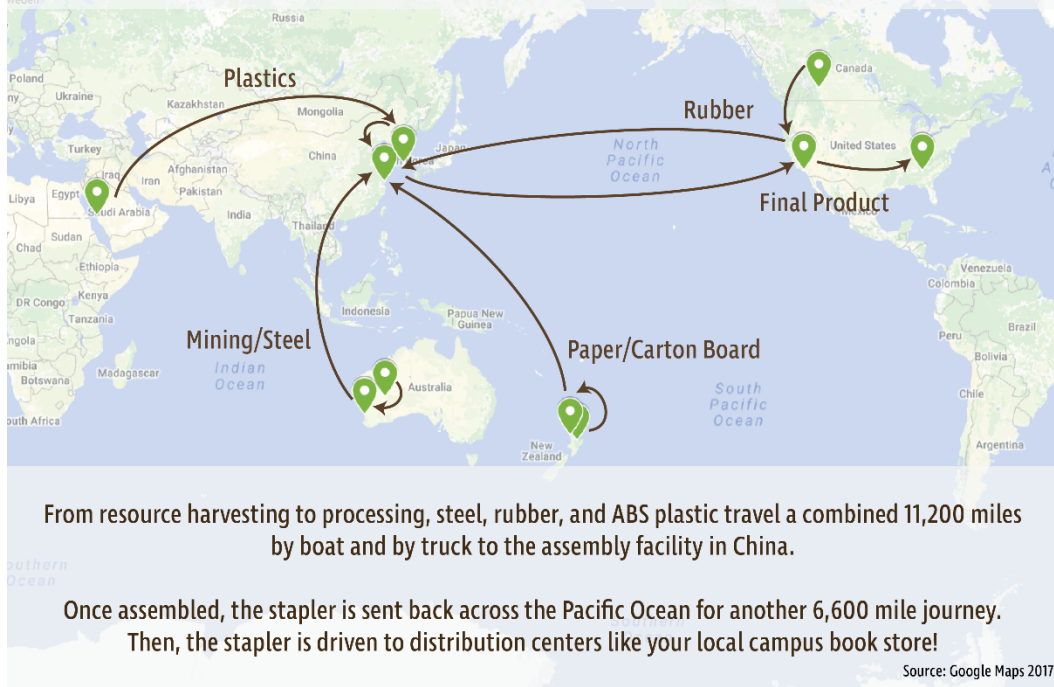 Sweden
Russia
Canada
Poland
Plastics
Ukraine
Kazakhstan
Mongolia
Rubber
North
Pacific
Ocean
United States
Turkey
China
Japan
Iraq
Afghanistan
Iran
Pakistan
Libya
Egypt
Saudi Arabia
India
Final Product
Mexico
Sudan
Thailand
Chad
Ethiopia
Venezuela
Colombia
Kenya
DR Congo
Tanzania
Indonesia
Papua New
Guinea
Mining/Steel
Paper/Carton Board
Peru
Brazil
Indian
Ocean
Botswana
Madagascar
Australia
Bolivia
South
Pacific
Ocean
Chile
New
Zealand
Argentina
From resource harvesting to processing, steel, rubber, and ABS plastic travel a combined 11,200 miles
by boat and by truck to the assembly facility in China.
Once assembled, the stapler is sent back across the Pacific Ocean for another 6,600 mile journey.
Then, the stapler is driven to distribution centers like your local campus book store!
Source: Google Maps 2017